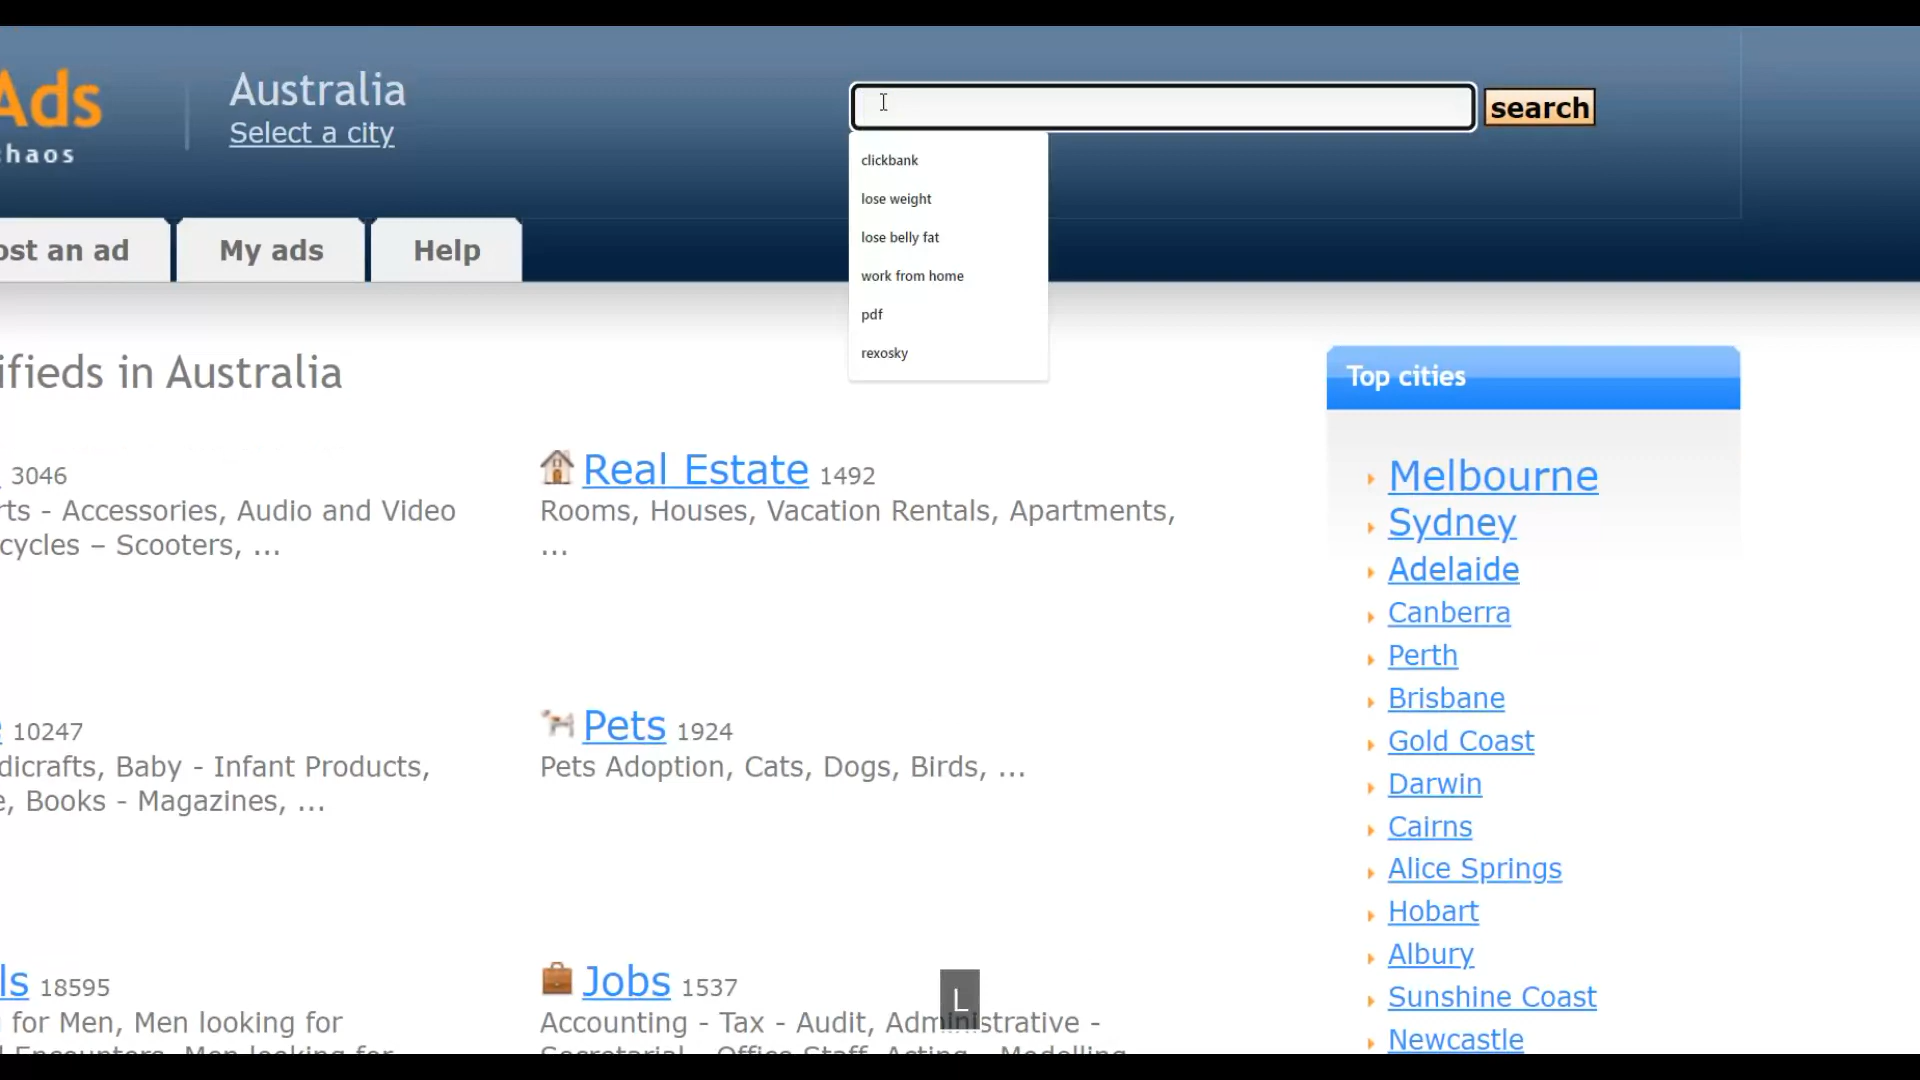 Ads
chaos
Australia
Select a city
search
clickbank
lose weight
lose belly fat
work from home
pdf
rexosky
ost an ad
My ads
Help
ifieds in Australia
Top cities
3046
rts - Accessories, Audio and Video
cycles – Scooters, ...
Real Estate 1492
Rooms, Houses, Vacation Rentals, Apartments,
...
e 10247
dicrafts, Baby - Infant Products,
e, Books - Magazines, ...
Pets 1924
Pets Adoption, Cats, Dogs, Birds, ...
ls 18595
for Men, Men looking for
Encounters, Men looking for
Jobs 1537
Accounting - Tax - Audit, Administrative -
Secretarial - Office Staff, Acting - Modelling
L
Melbourne
Sydney
Adelaide
Canberra
Perth
Brisbane
Gold Coast
Darwin
Cairns
Alice Springs
Hobart
Albury
Sunshine Coast
Newcastle